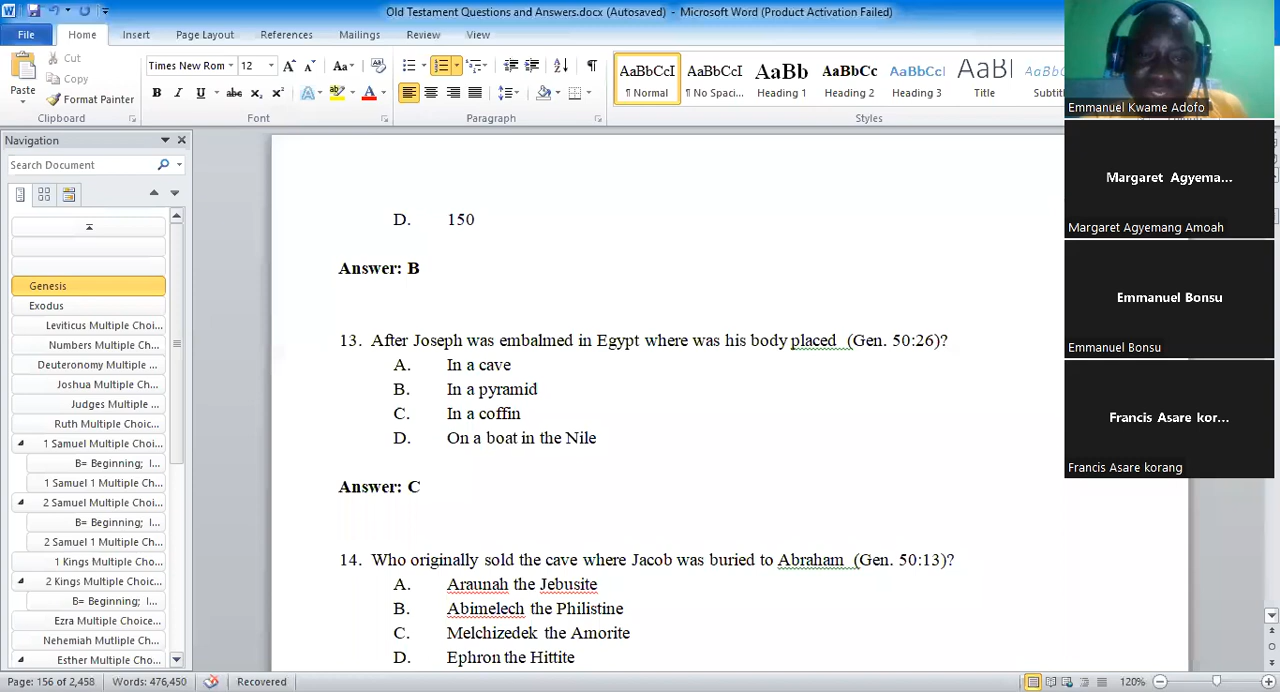 Old Testament Questions and Answers.docx (Autosaved) - Microsoft Word (Product Activation Failed)
File Home Insert Page Layout References Mailings Review View
Paste
Cut
Copy
Format Painter
Clipboard
Times New Rom 12
Font
Paragraph
AaBbCcI AaBbCcI AaBb AaBbCc AaBbCcI AaBl AaBbC
¶ Normal ¶ No Spaci... Heading 1 Heading 2 Heading 3 Title Subtit
Styles
Navigation
Search Document
Genesis
Exodus
Leviticus Multiple Choi...
Numbers Multiple Ch...
Deuteronomy Multiple ...
Joshua Multiple Ch...
Judges Multiple ...
Ruth Multiple Choic...
1 Samuel Multiple Choi...
B= Beginning; I...
1 Samuel 1 Multiple Ch...
2 Samuel Multiple Choi...
B= Beginning; I...
2 Samuel 1 Multiple Ch...
1 Kings Multiple Choi...
2 Kings Multiple Choic...
B= Beginning; I...
Ezra Multiple Choice...
Nehemiah Multiple Ch...
Esther Multiple Cho...
D. 150
Answer: B
13. After Joseph was embalmed in Egypt where was his body placed (Gen. 50:26)?
A. In a cave
B. In a pyramid
C. In a coffin
D. On a boat in the Nile
Answer: C
14. Who originally sold the cave where Jacob was buried to Abraham (Gen. 50:13)?
A. Araunah the Jebusite
B. Abimelech the Philistine
C. Melchizedek the Amorite
D. Ephron the Hittite
Emmanuel Kwame Adofo
Margaret Agyema...
Margaret Agyemang Amoah
Emmanuel Bonsu
Emmanuel Bonsu
Francis Asare kor...
Francis Asare korang
Page: 156 of 2,458 Words: 476,450 Recovered 120%